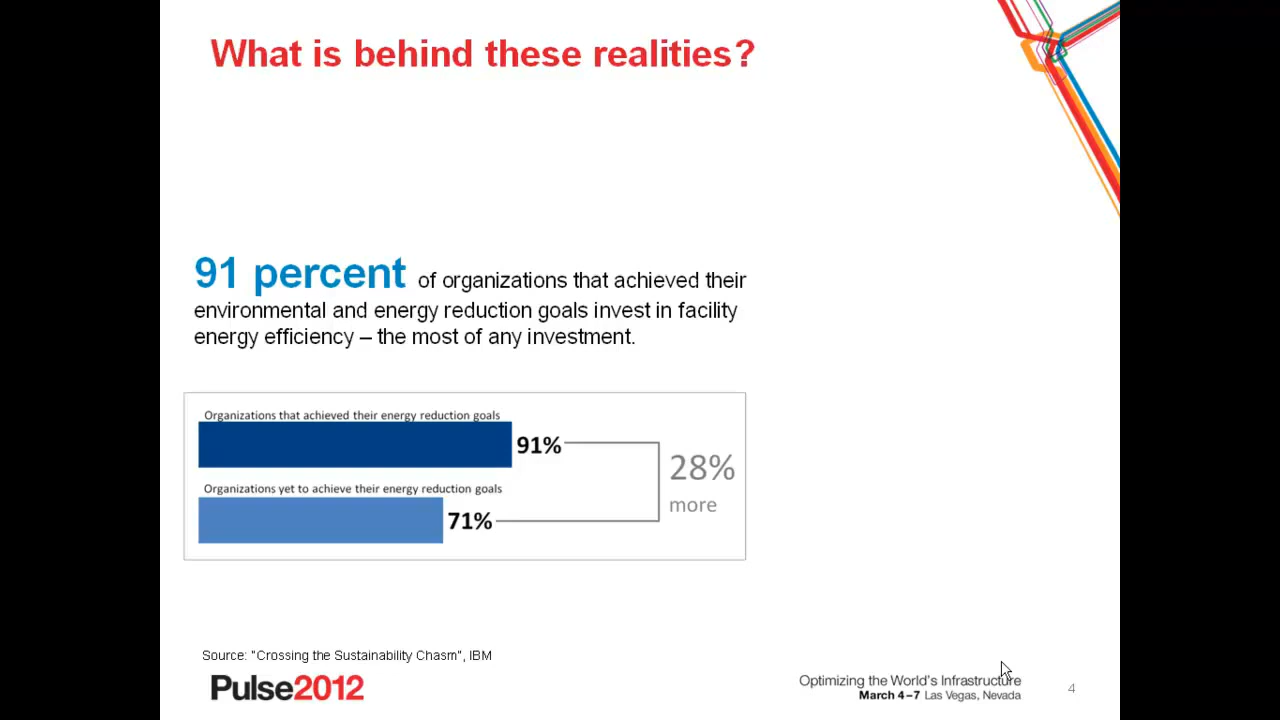 What is behind these realities?
91 percent of organizations that achieved their
environmental and energy reduction goals invest in facility
energy efficiency – the most of any investment.
Organizations that achieved their energy reduction goals
91%
28%
more
Organizations yet to achieve their energy reduction goals
71%
Source: "Crossing the Sustainability Chasm", IBM
Pulse2012
Optimizing the World's Infrastructure
March 4–7 Las Vegas, Nevada
4